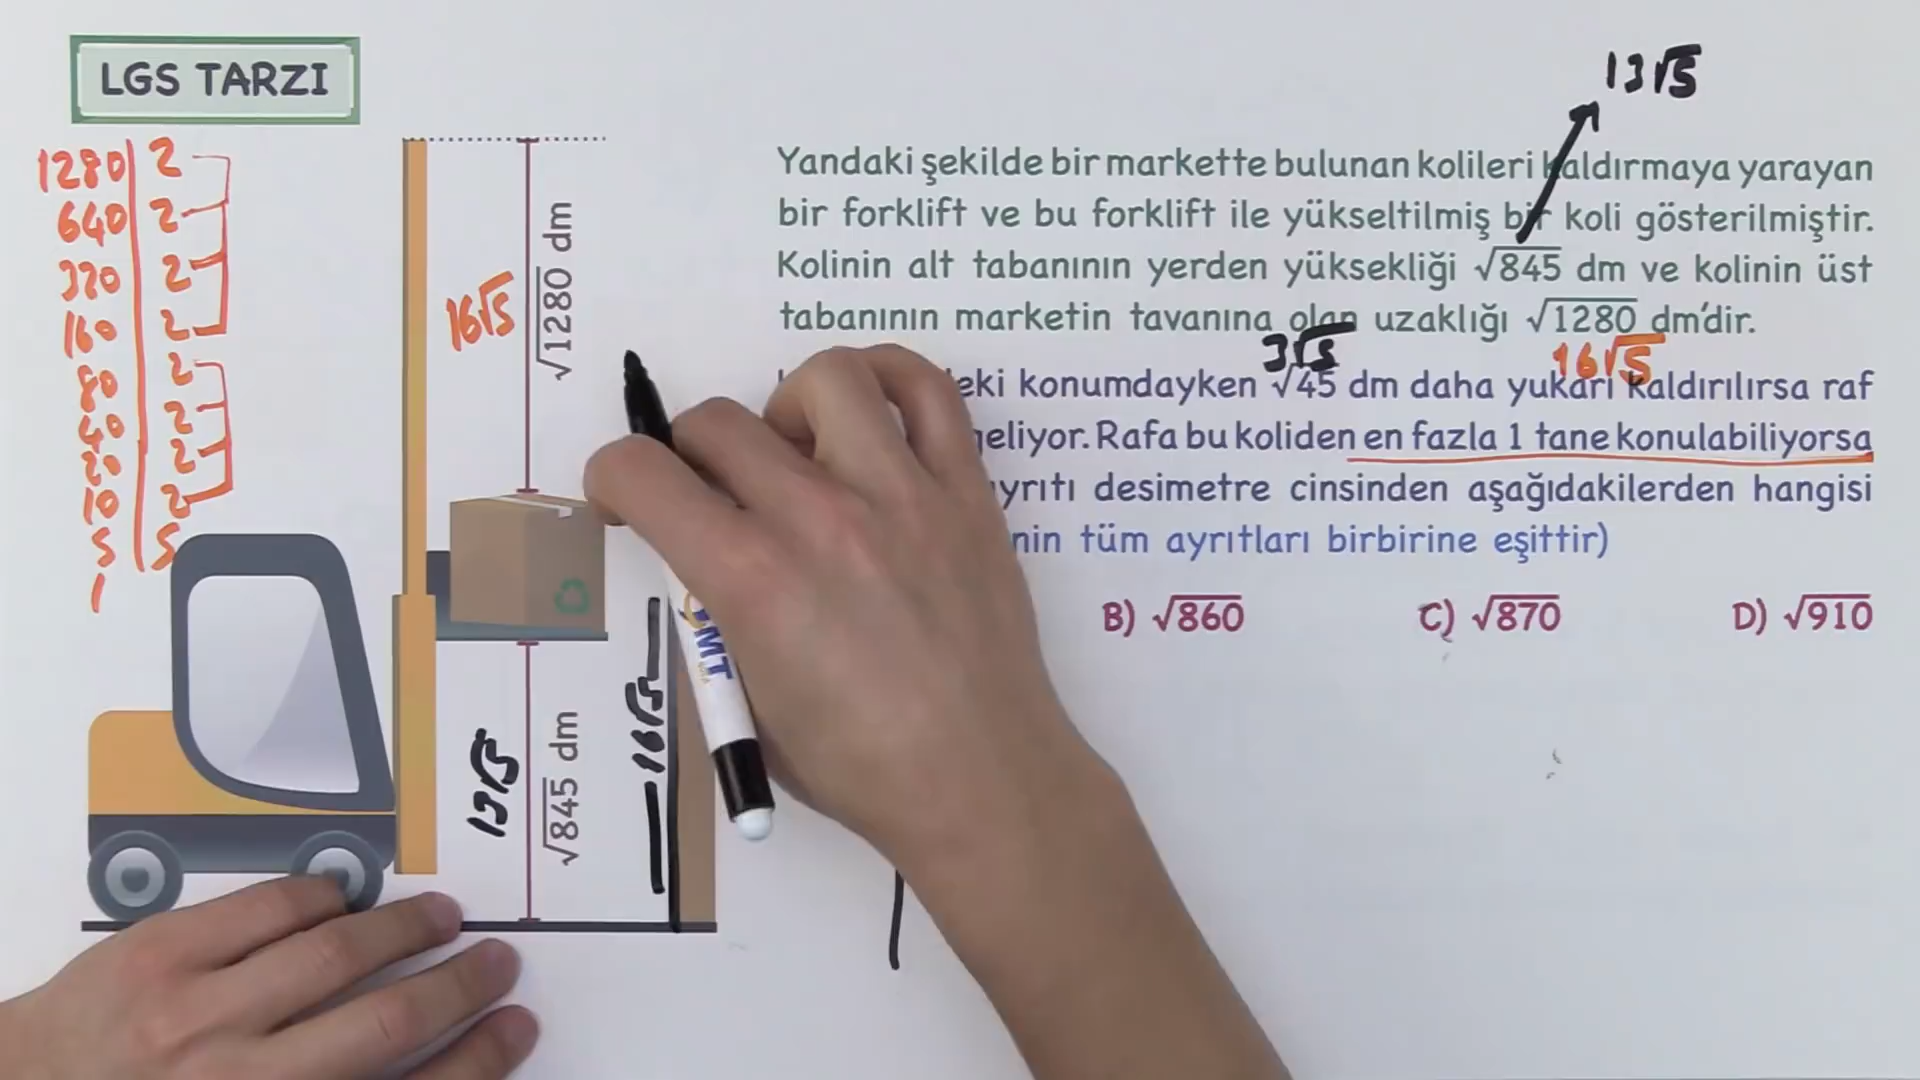 LGS TARZI
1280 2
640 2
320 2
160 2
80 2
40 2
20 2
10 2
5 5
1
16√5
√1280 dm
13√5
√845 dm
16√5
13√5
Yandaki şekilde bir markette bulunan kolileri kaldırmaya yarayan
bir forklift ve bu forklift ile yükseltilmiş bir koli gösterilmiştir.
Kolinin alt tabanının yerden yüksekliği √845 dm ve kolinin üst
tabanının marketin tavanına olan uzaklığı √1280 dm'dir.
3√5
16√5
konumdayken √45 dm daha yukarı kaldırılırsa raf
geliyor. Rafa bu koliden en fazla 1 tane konulabiliyorsa
ayrıtı desimetre cinsinden aşağıdakilerden hangisi
tüm ayrıtları birbirine eşittir)
B) √860
C) √870
D) √910